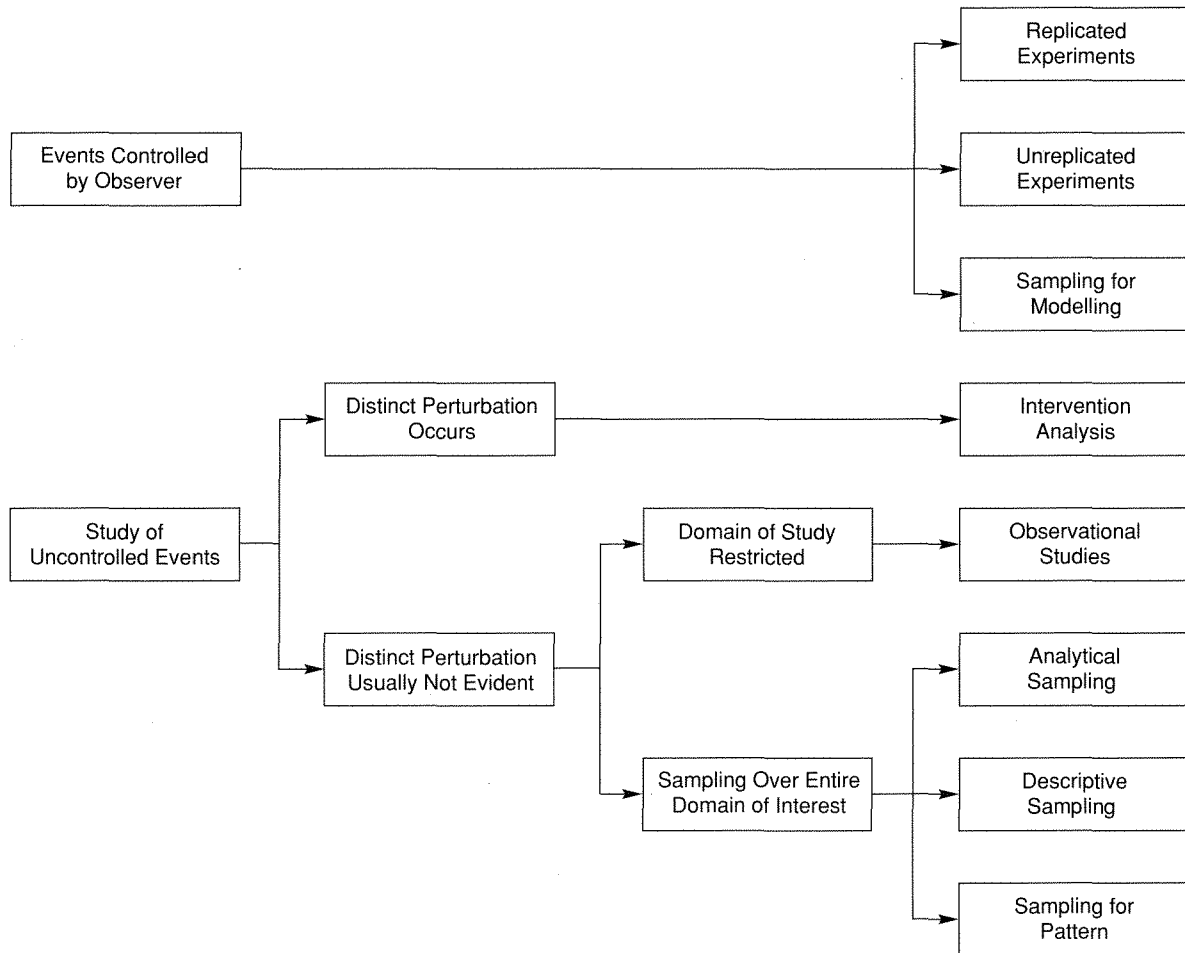 Replicated
Experiments
Events Controlled
by Observer
Unreplicated
Experiments
Sampling for
Modelling
Distinct Perturbation
Occurs
Intervention
Analysis
Study of
Uncontrolled Events
Domain of Study
Restricted
Observational
Studies
Distinct Perturbation
Usually Not Evident
Analytical
Sampling
Sampling Over Entire
Domain of Interest
Descriptive
Sampling
Sampling for
Pattern